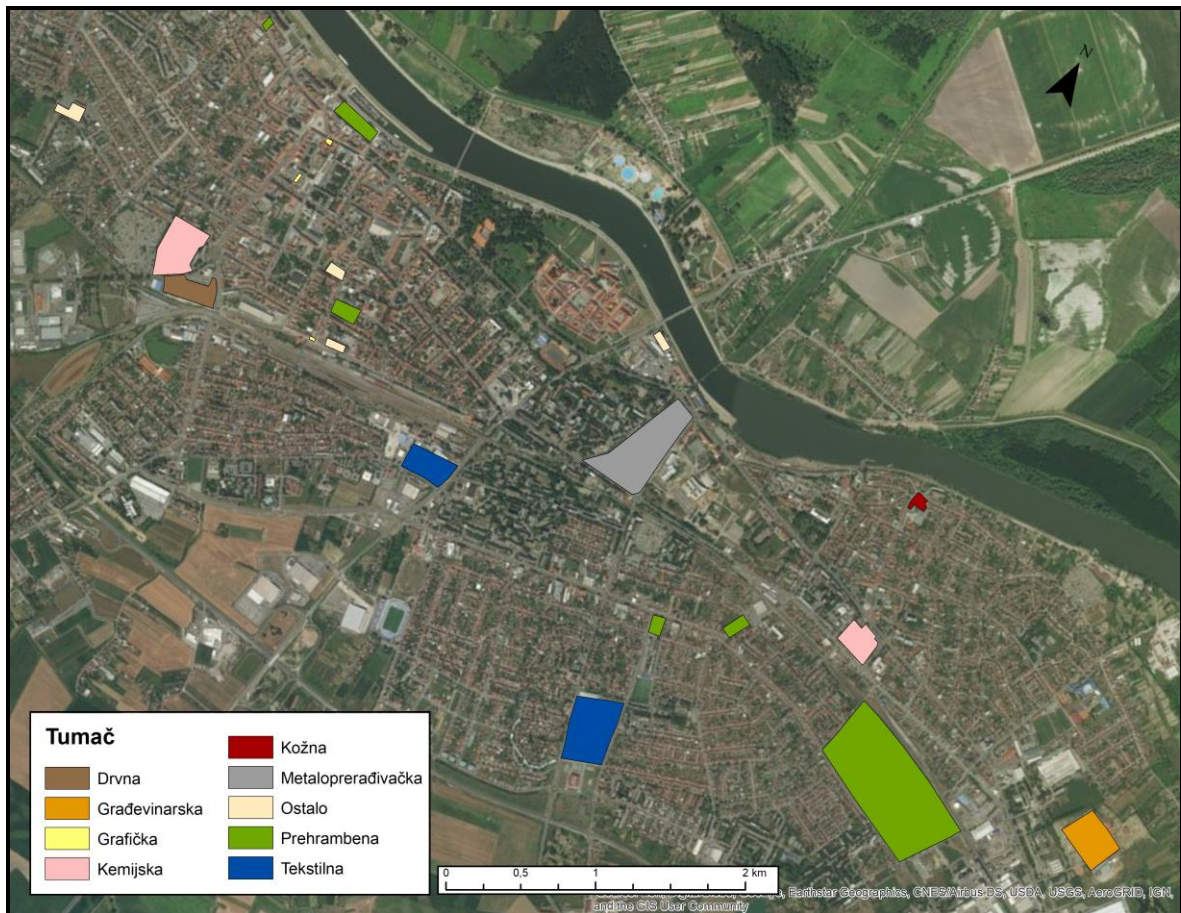 N
Tumač
Drvna
Građevinarska
Grafička
Kemijska
Kožna
Metaloprerađivačka
Ostalo
Prehrambena
Tekstilna
0 0,5 1 2 km
Earthstar Geographics, CNES/Airbus DS, USDA, USGS, AeroGRID, IGN,
and the GIS User Community